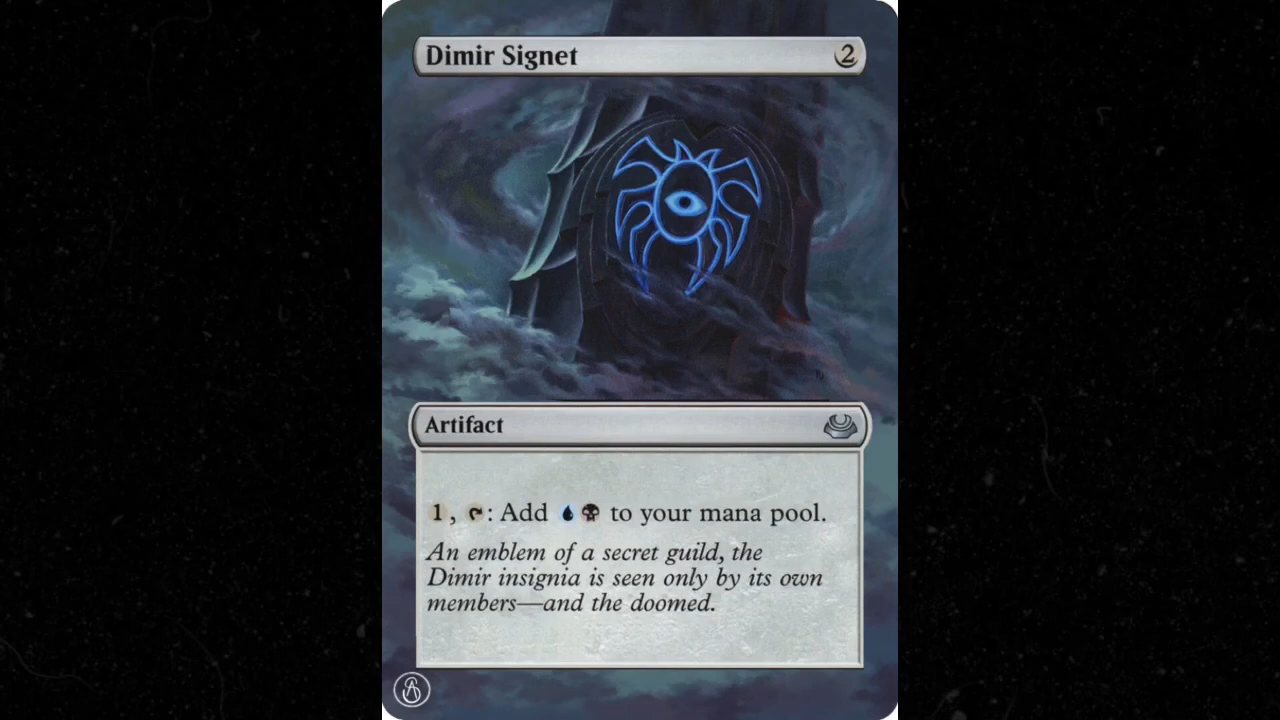 Dimir Signet 2
Artifact
1, : Add to your mana pool.
An emblem of a secret guild, the
Dimir insignia is seen only by its own
members—and the doomed.